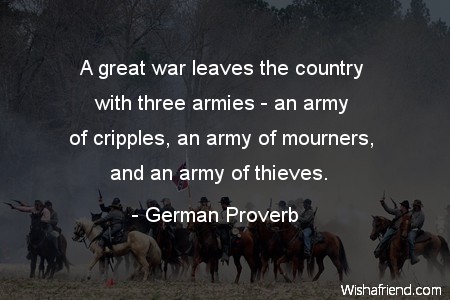 A great war leaves the country
with three armies - an army
of cripples, an army of mourners,
and an army of thieves.
- German Proverb
Wishafriend.com